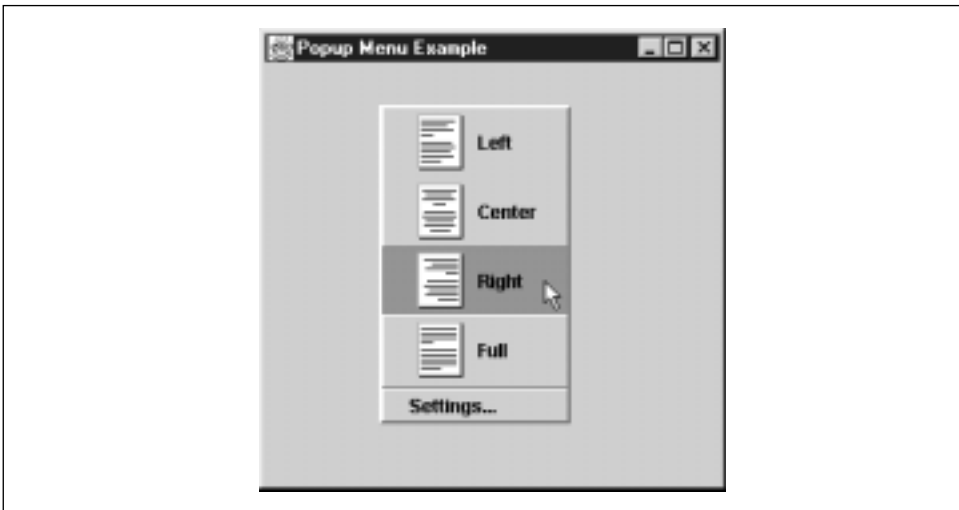 Popup Menu Example
Left
Center
Right
Full
Settings...